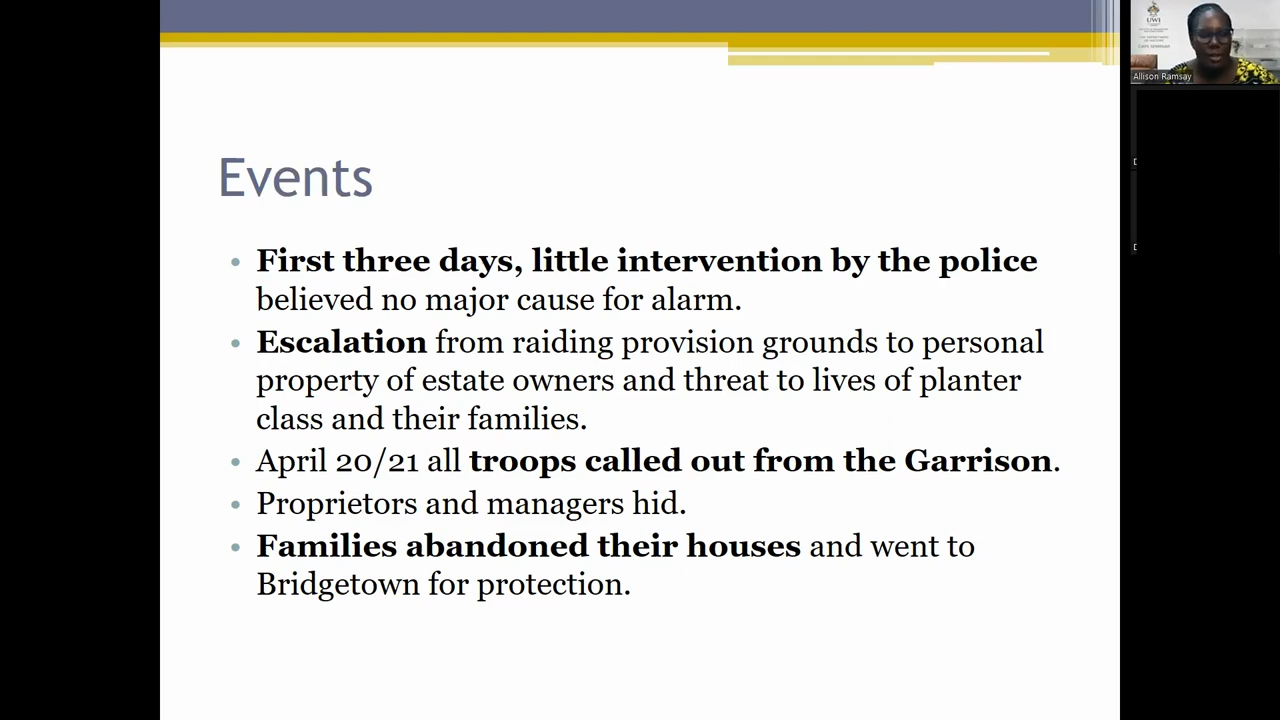 Events
First three days, little intervention by the police
believed no major cause for alarm.
Escalation from raiding provision grounds to personal
property of estate owners and threat to lives of planter
class and their families.
April 20/21 all troops called out from the Garrison.
Proprietors and managers hid.
Families abandoned their houses and went to
Bridgetown for protection.
UWI
CAPE SEMINAR
Allison Ramsay